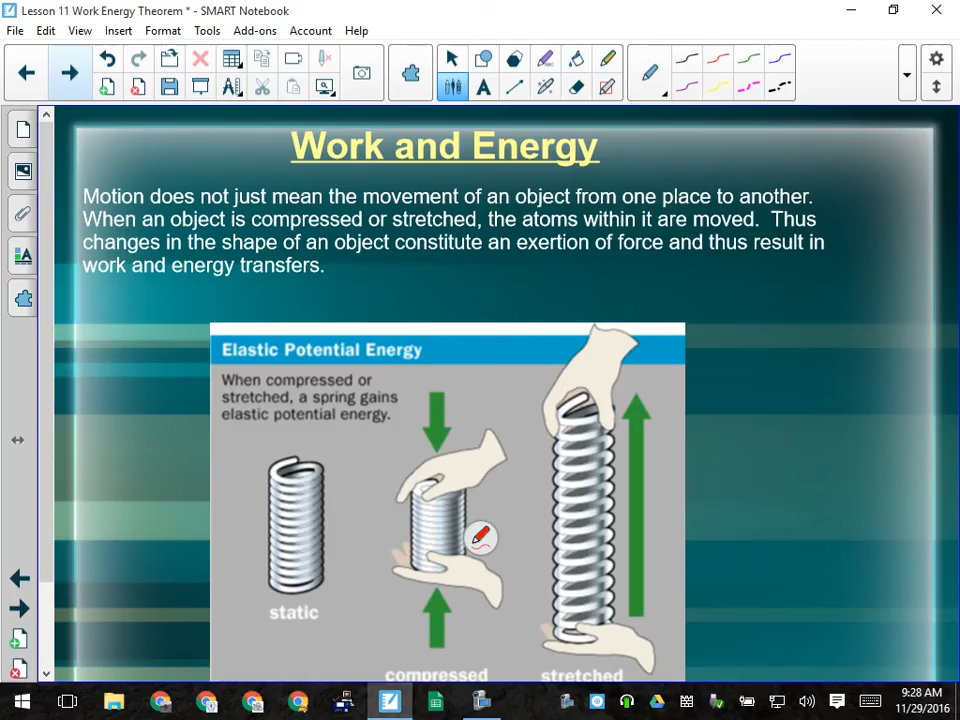 Lesson 11 Work Energy Theorem * - SMART Notebook
File Edit View Insert Format Tools Add-ons Account Help
Work and Energy
Motion does not just mean the movement of an object from one place to another.
When an object is compressed or stretched, the atoms within it are moved. Thus
changes in the shape of an object constitute an exertion of force and thus result in
work and energy transfers.
Elastic Potential Energy
When compressed or
stretched, a spring gains
elastic potential energy.
static
compressed
stretched
9:28 AM
11/29/2016